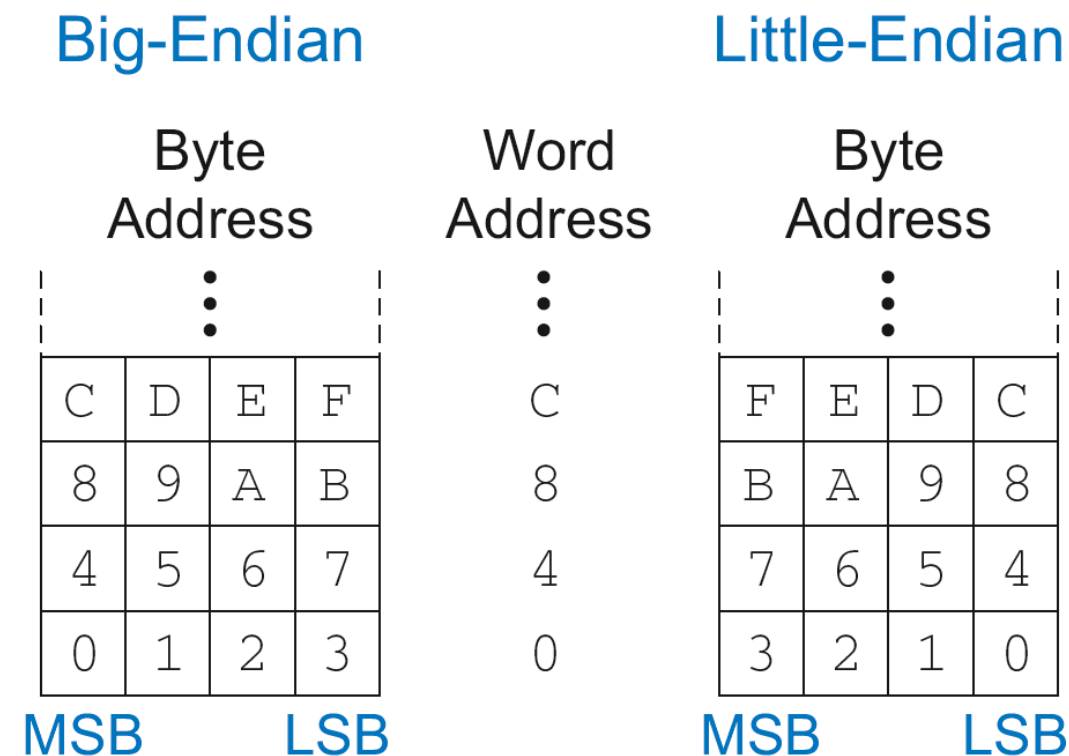 Big-Endian Little-Endian
Byte Word Byte
Address Address Address
C D E F C F E D C
8 9 A B 8 B A 9 8
4 5 6 7 4 7 6 5 4
0 1 2 3 0 3 2 1 0
MSB LSB MSB LSB